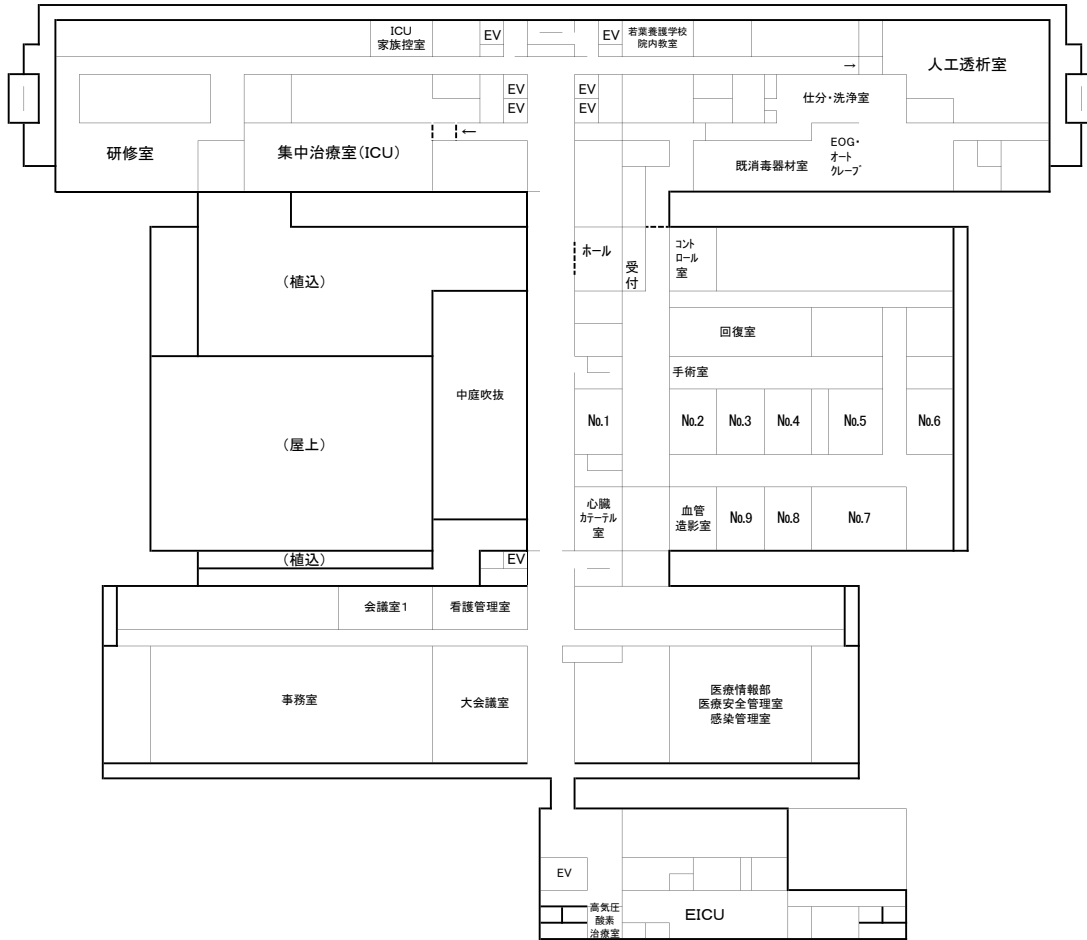 ICU
家族控室
EV
EV
若葉養護学校
院内教室
→
人工透析室
EV
EV
EV
EV
仕分・洗浄室
←
研修室
集中治療室(ICU)
既消毒器材室
EOG・
オート
クレーブ
(植込)
ホール
受
付
コント
ロール
室
回復室
手術室
中庭吹抜
(屋上)
No.1
No.2
No.3
No.4
No.5
No.6
心臓
カテーテル
室
血管
造影室
No.9
No.8
No.7
(植込)
EV
会議室1
看護管理室
事務室
大会議室
医療情報部
医療安全管理室
感染管理室
EV
高気圧
酸素
治療室
EICU